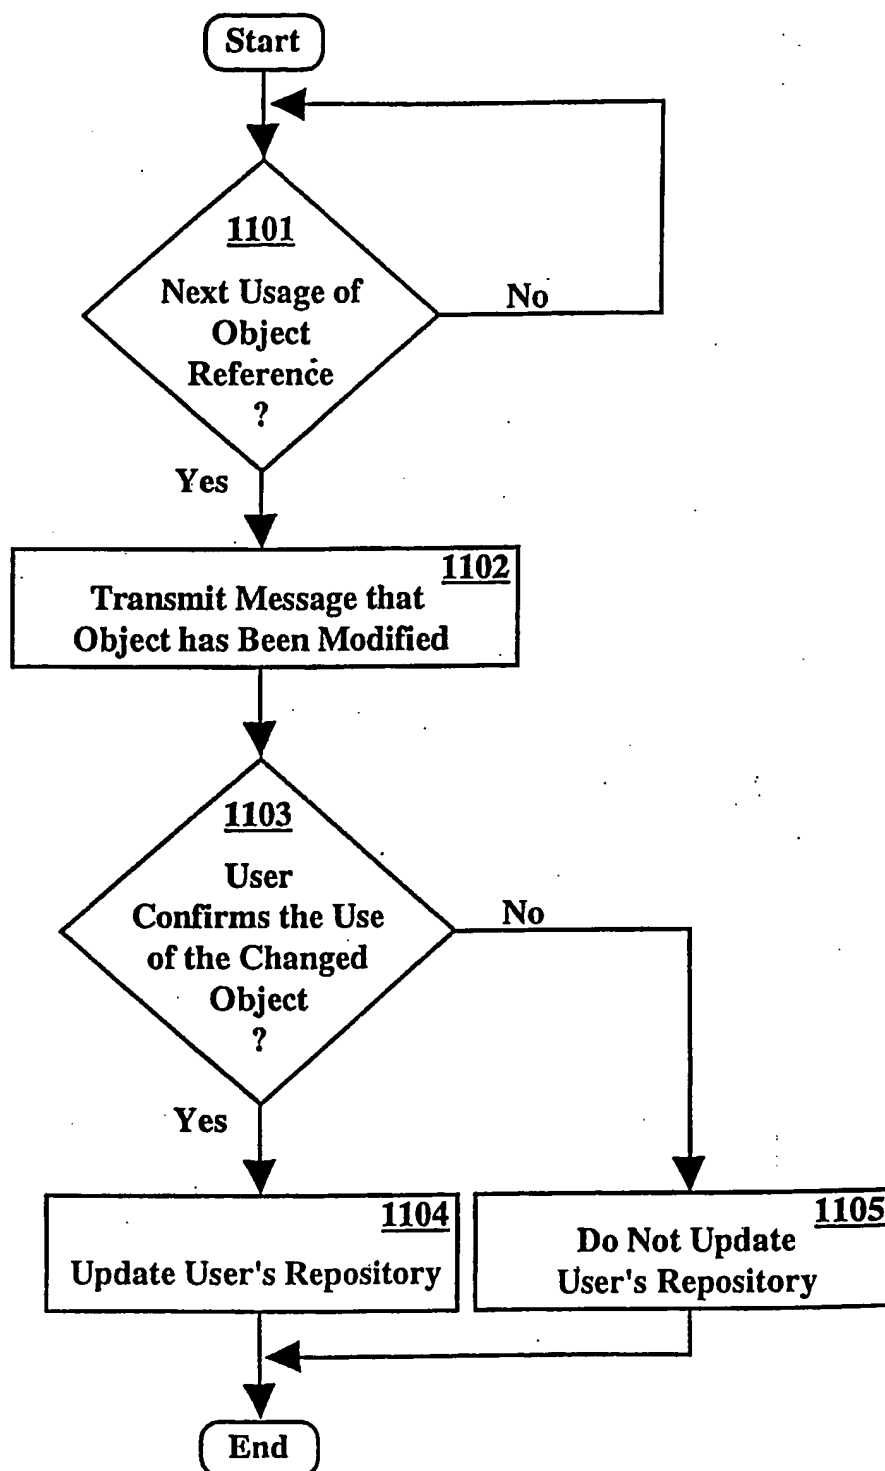 Start
1101
Next Usage of
Object
Reference
?
No
Yes
1102
Transmit Message that
Object has Been Modified
1103
User
Confirms the Use
of the Changed
Object
?
No
Yes
1104
Update User's Repository
1105
Do Not Update
User's Repository
End